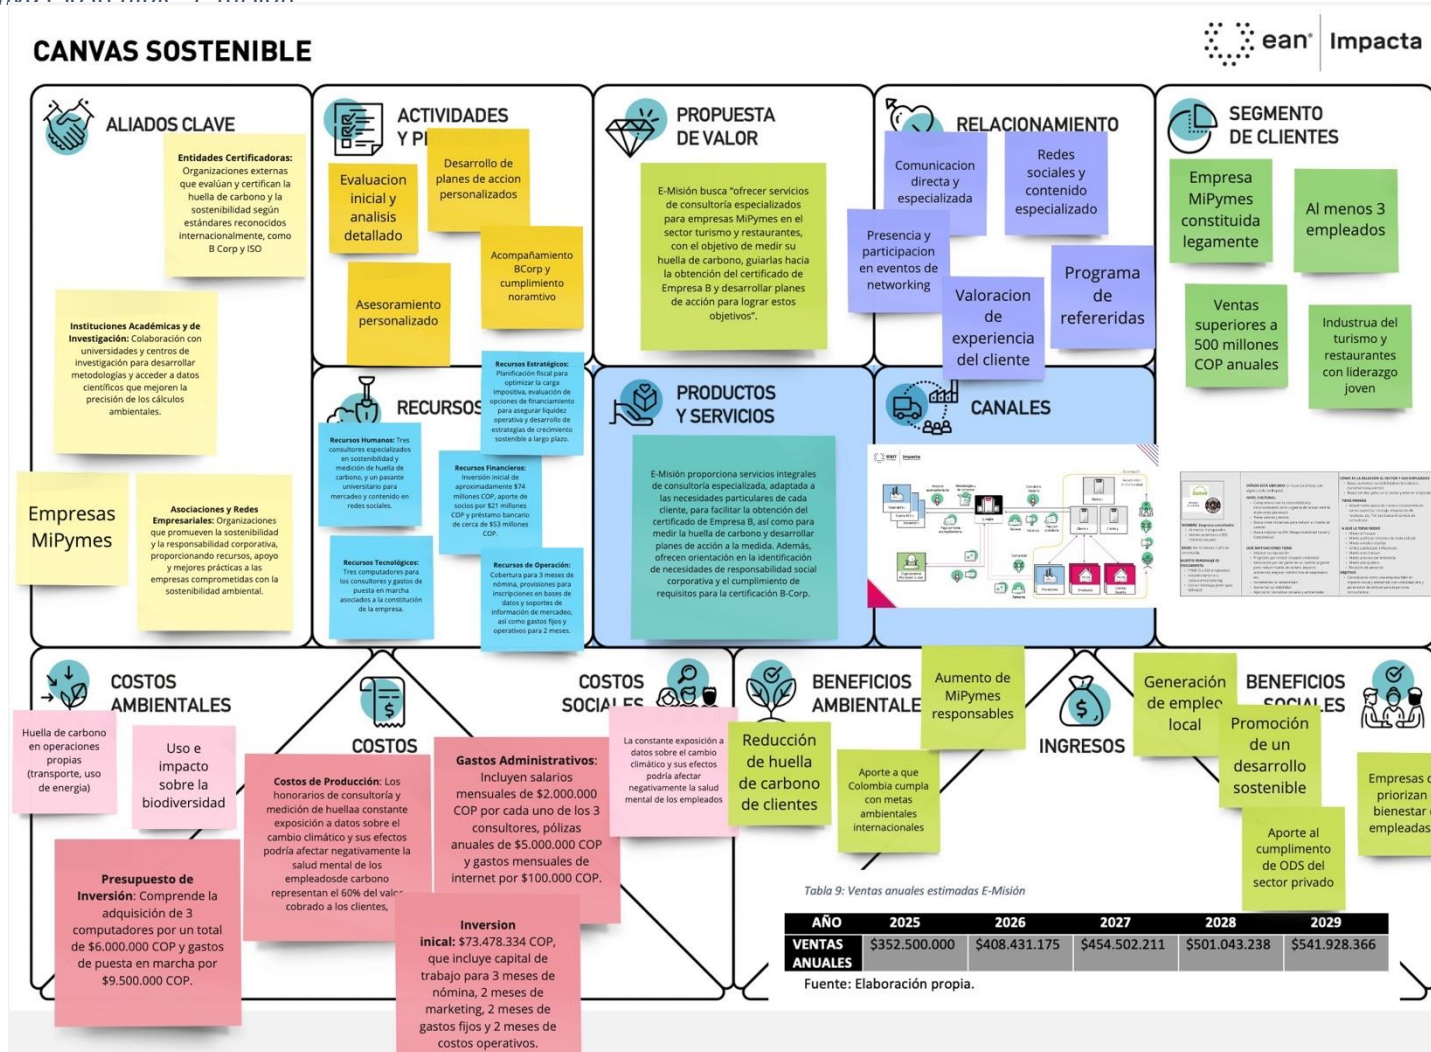 CANVAS SOSTENIBLE
ean® Impacta
ALIADOS CLAVE
Entidades Certificadoras:
Organizaciones externas
que evalúan y certifican la
huella de carbono y la
sostenibilidad según
estándares reconocidos
internacionalmente, como
B Corp y ISO
Instituciones Académicas y de
Investigación: Colaboración con
universidades y centros de
investigación para desarrollar
metodologías y acceder a datos
científicos que mejoren la
precisión de los cálculos
ambientales.
Empresas
MiPymes
Asociaciones y Redes
Empresariales: Organizaciones
que promueven la sostenibilidad
y la responsabilidad corporativa,
proporcionando recursos, apoyo
y mejores prácticas a las
empresas comprometidas con la
sostenibilidad ambiental.
ACTIVIDADES
Y
Evaluacion
inicial y
analisis
detallado
Desarrollo de
planes de accion
personalizados
Acompañamiento
BCorp y
cumplimiento
noramtivo
Asesoramiento
personalizado
RECURSOS
Recursos Estratégicos:
Planificación fiscal para
optimizar la carga
impositiva, evaluación de
opciones de financiamiento
para asegurar liquidez
operativa y desarrollo de
estrategias de crecimiento
sostenible a largo plazo.
Recursos Humanos: Tres
consultores especializados
en sostenibilidad y
medición de huella de
carbono, y un pasante
universitario para
mercadeo y contenido en
redes sociales.
Recursos Financieros:
Inversión inicial de
aproximadamente $74
millones COP, aporte de
socios por $21 millones
COP y préstamo bancario
de cerca de $53 millones
COP.
Recursos Tecnológicos:
Tres computadores para
los consultores y gastos de
puesta en marcha
asociados a la constitución
de la empresa.
Recursos de Operación:
Cobertura para 3 meses de
nómina, provisiones para
inscripciones en bases de
datos y soportes de
información de mercadeo,
así como gastos fijos y
operativos para 2 meses.
PROPUESTA
DE VALOR
E-Misión busca “ofrecer servicios
de consultoría especializados
para empresas MiPymes en el
sector turismo y restaurantes,
con el objetivo de medir su
huella de carbono, guiarlas hacia
la obtención del certificado de
Empresa B y desarrollar planes
de acción para lograr estos
objetivos”.
PRODUCTOS
Y SERVICIOS
E-Misión proporciona servicios integrales
de consultoría especializada, adaptada a
las necesidades particulares de cada
cliente, para facilitar la obtención del
certificado de Empresa B, así como para
medir la huella de carbono y desarrollar
planes de acción a la medida. Además,
ofrecen orientación en la identificación
de necesidades de responsabilidad social
corporativa y el cumplimiento de
requisitos para la certificación B-Corp.
RELACIONAMIENTO
Comunicacion
directa y
especializada
Redes
sociales y
contenido
especializado
Presencia y
participacion
en eventos de
networking
Valoracion
de
experiencia
del cliente
Programa
de
refereridas
CANALES
ean Impacta
SEGMENTO
DE CLIENTES
Empresa
MiPymes
constituida
legamente
Al menos 3
empleados
Ventas
superiores a
500 millones
COP anuales
Industrua del
turismo y
restaurantes
con liderazgo
joven
COSTOS
AMBIENTALES
Huella de carbono
en operaciones
propias
(transporte, uso
de energia)
Uso e
impacto
sobre la
biodiversidad
COSTOS
Presupuesto de
Inversión: Comprende la
adquisición de 3
computadores por un total
de $6.000.000 COP y gastos
de puesta en marcha por
$9.500.000 COP.
Costos de Producción: Los
honorarios de consultoría y
medición de huellaa constante
exposición a datos sobre el
cambio climático y sus efectos
podría afectar negativamente la
salud mental de los
empleadosde carbono
representan el 60% del valor
cobrado a los clientes,
Gastos Administrativos:
Incluyen salarios
mensuales de $2.000.000
COP por cada uno de los 3
consultores, pólizas
anuales de $5.000.000 COP
y gastos mensuales de
internet por $100.000 COP.
Inversion
inical: $73.478.334 COP,
que incluye capital de
trabajo para 3 meses de
nómina, 2 meses de
marketing, 2 meses de
gastos fijos y 2 meses de
costos operativos.
COSTOS
SOCIALES
La constante exposición a
datos sobre el cambio
climático y sus efectos
podría afectar
negativamente la salud
mental de los empleados
BENEFICIOS
AMBIENTALE
Reducción
de huella
de carbono
de clientes
Aporte a que
Colombia cumpla
con metas
ambientales
internacionales
Aumento de
MiPymes
responsables
INGRESOS
BENEFICIOS
SOCIALES
Generación
de empleo
local
Promoción
de un
desarrollo
sostenible
Aporte al
cumplimento
de ODS del
sector privado
Empresas
priorizan
bienestar
empleadas
Tabla 9: Ventas anuales estimadas E-Misión
AÑO 2025 2026 2027 2028 2029
VENTAS ANUALES $352.500.000 $408.431.175 $454.502.211 $501.043.238 $541.928.366
Fuente: Elaboración propia.